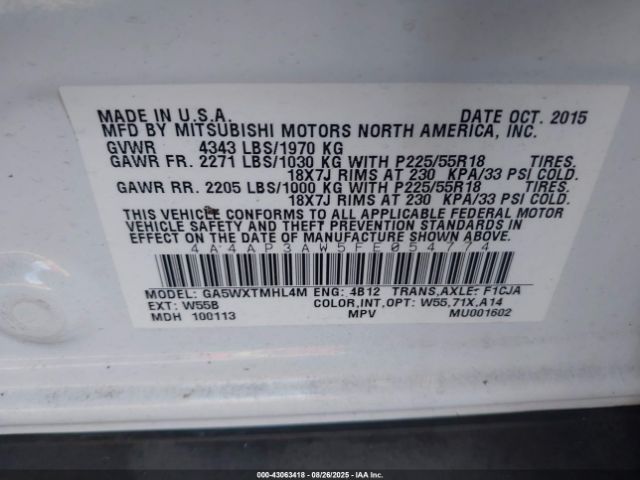 MADE IN U.S.A. DATE OCT. 2015
MFD BY MITSUBISHI MOTORS NORTH AMERICA, INC.
GVWR 4343 LBS/1970 KG
GAWR FR. 2271 LBS/1030 KG WITH P225/55R18 TIRES.
18X7J RIMS AT 230 KPA/33 PSI COLD.
GAWR RR. 2205 LBS/1000 KG WITH P225/55R18 TIRES.
18X7J RIMS AT 230 KPA/33 PSI COLD.
THIS VEHICLE CONFORMS TO ALL APPLICABLE FEDERAL MOTOR
VEHICLE SAFETY AND THEFT PREVENTION STANDARDS IN
EFFECT ON THE DATE OF MANUFACTURE SHOWN ABOVE.
4A4AP3AW5FE054774
MODEL: GA5WXTMHL4M ENG: 4B12 TRANS,AXLE: F1CJA
EXT: W55B COLOR,INT,OPT: W55,71X,A14
MDH 100113 MPV MU001602
000-43063418 - 08/26/2025 - IAA Inc.